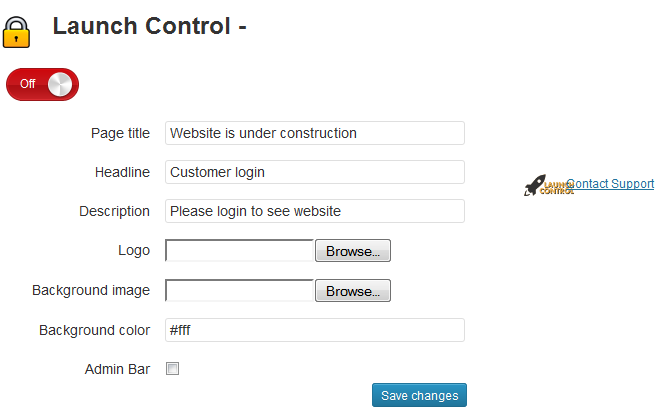 Launch Control -
Off
Page title Website is under construction
Headline Customer login
LAUNCH CONTROL Contact Support
Description Please login to see website
Logo Browse...
Background image Browse...
Background color #fff
Admin Bar
Save changes